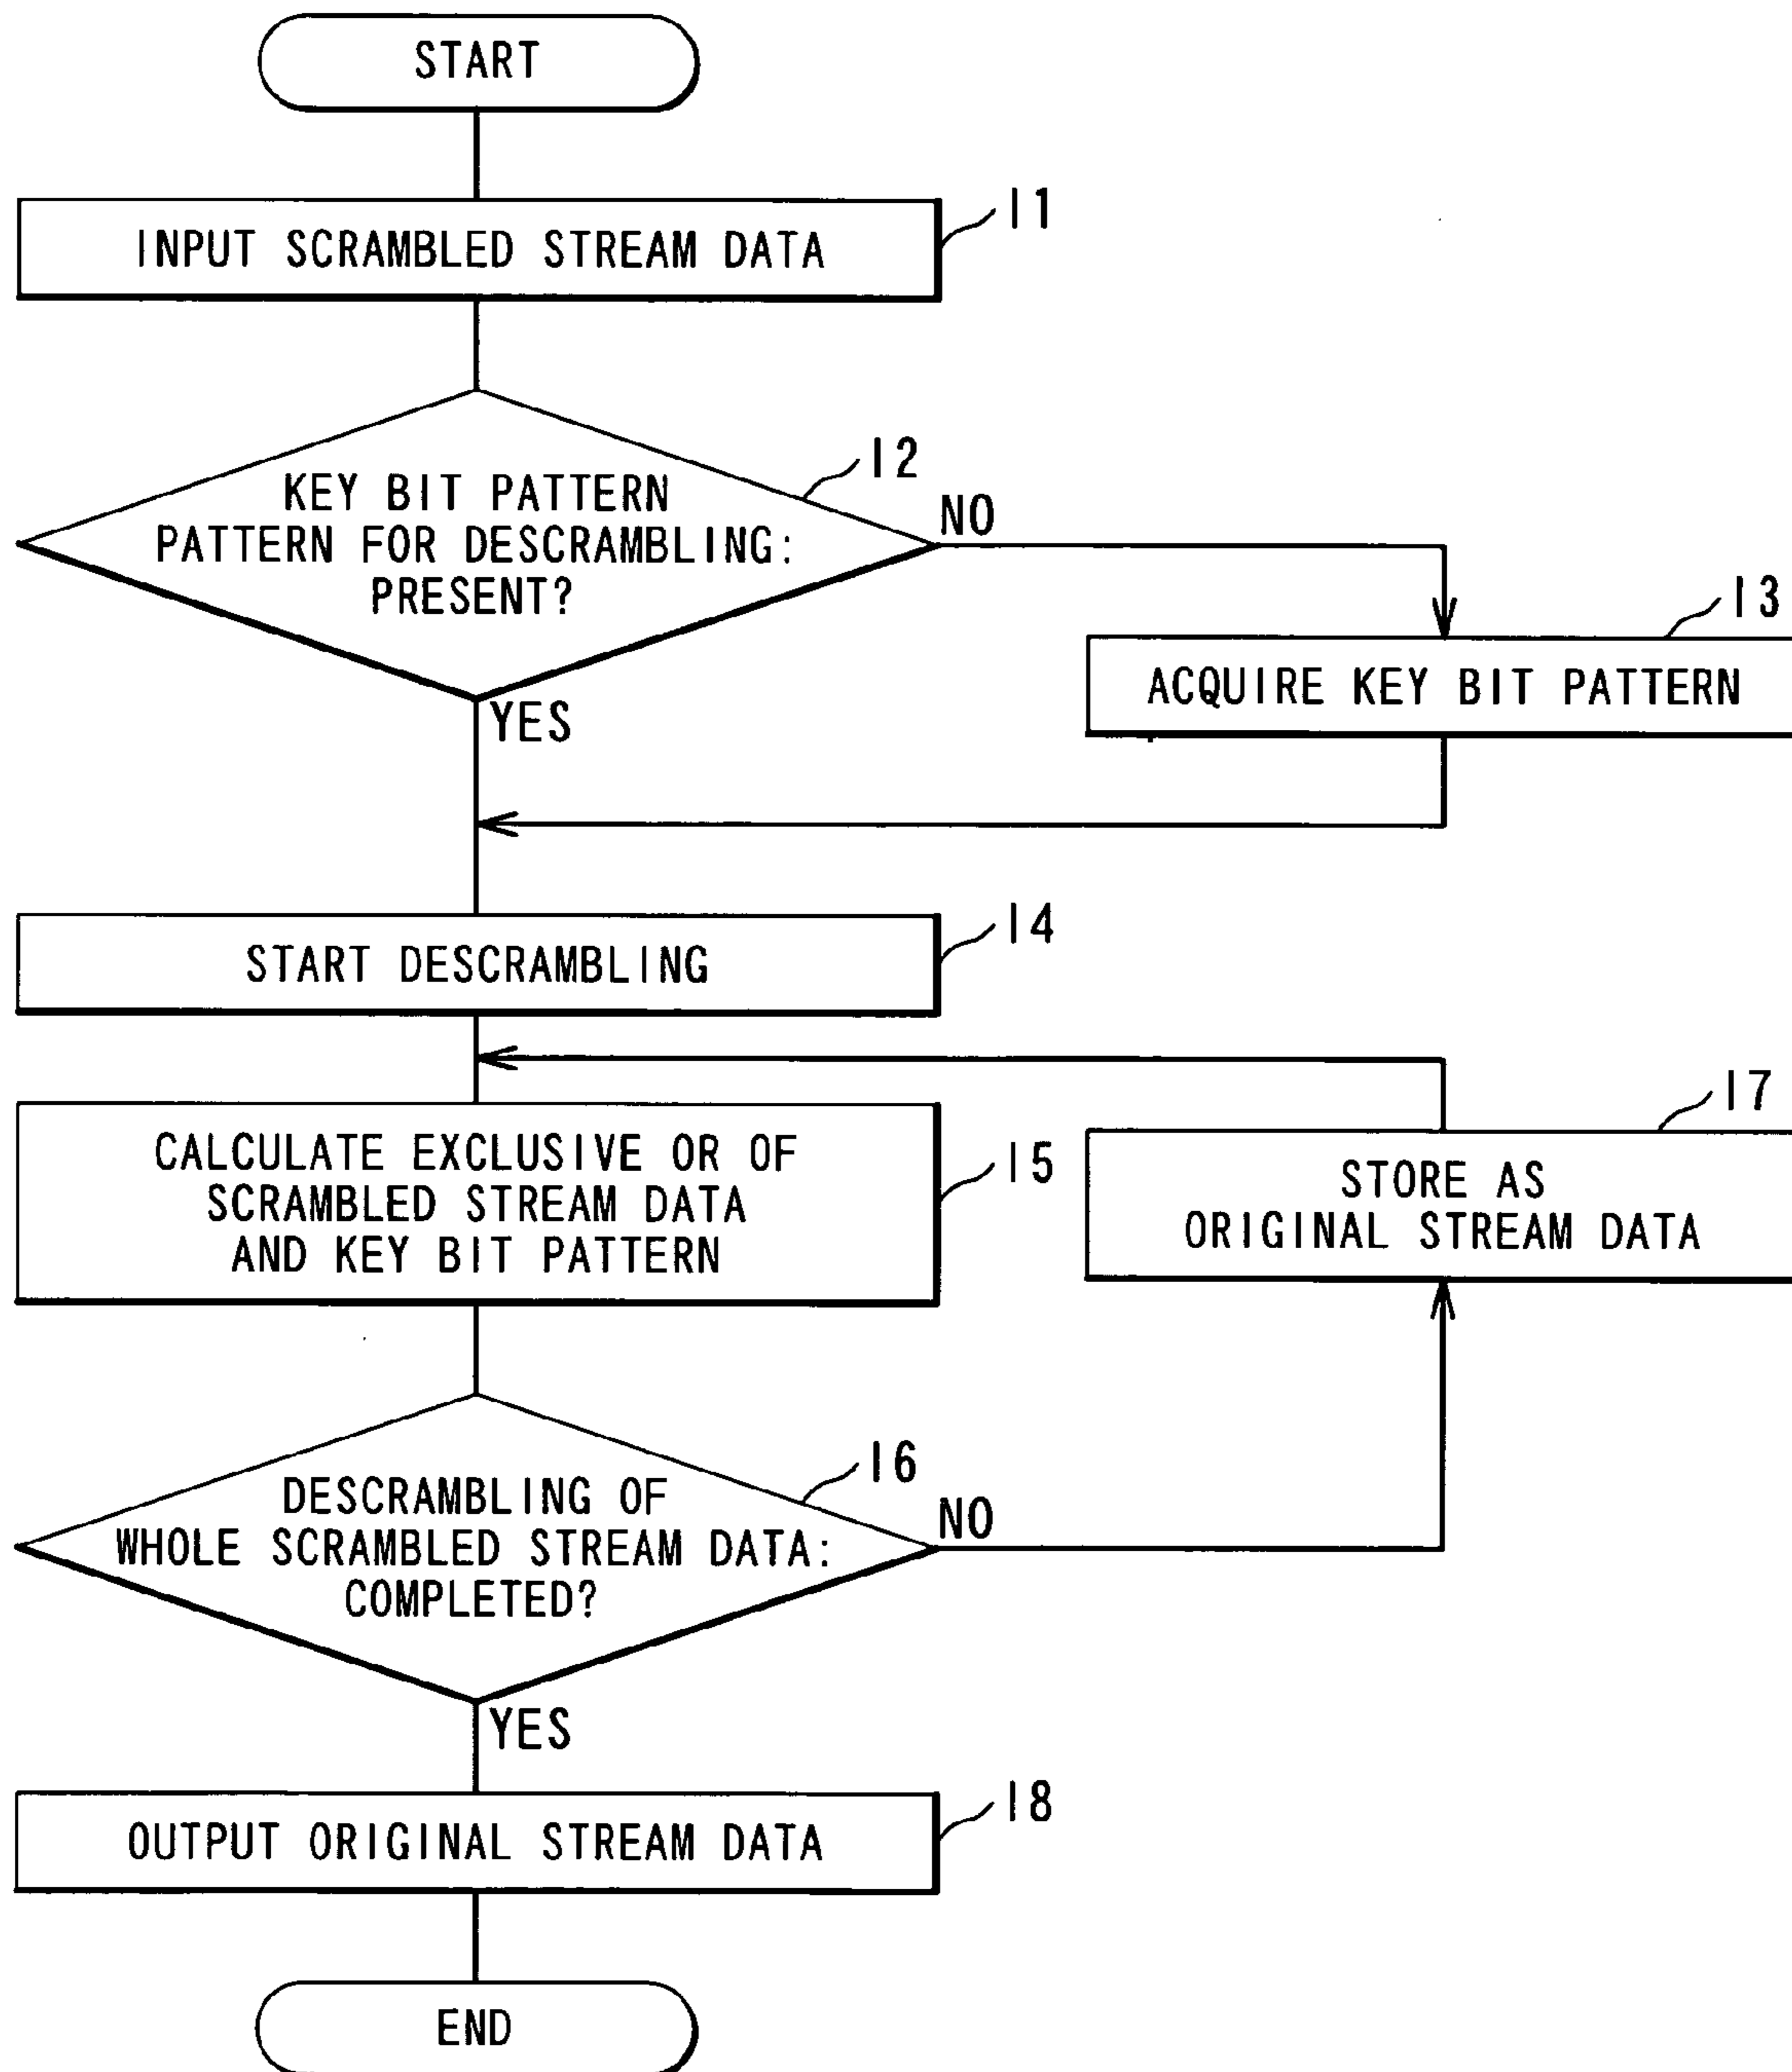 START
INPUT SCRAMBLED STREAM DATA
11
KEY BIT PATTERN
PATTERN FOR DESCRAMBLING:
PRESENT?
12
NO
YES
ACQUIRE KEY BIT PATTERN
13
START DESCRAMBLING
14
CALCULATE EXCLUSIVE OR OF
SCRAMBLED STREAM DATA
AND KEY BIT PATTERN
15
STORE AS
ORIGINAL STREAM DATA
17
DESCRAMBLING OF
WHOLE SCRAMBLED STREAM DATA:
COMPLETED?
16
NO
YES
OUTPUT ORIGINAL STREAM DATA
18
END